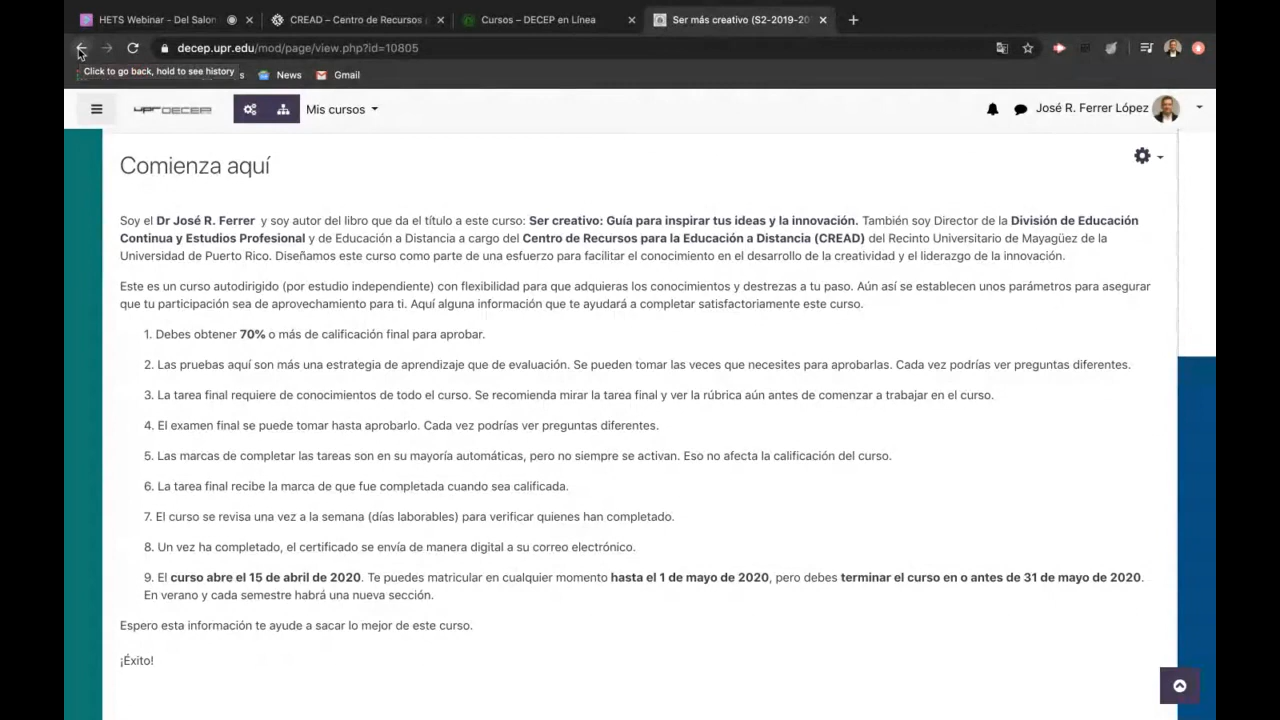 HETS Webinar - Del Salon
CREAD – Centro de Recursos
Cursos – DECEP en Línea
Ser más creativo (S2-2019-20
decep.upr.edu/mod/page/view.php?id=10805
Click to go back, hold to see history
s
News
Gmail
upr DECEP
Mis cursos
José R. Ferrer López
Comienza aquí
Soy el Dr José R. Ferrer y soy autor del libro que da el título a este curso: Ser creativo: Guía para inspirar tus ideas y la innovación. También soy Director de la División de Educación
Continua y Estudios Profesional y de Educación a Distancia a cargo del Centro de Recursos para la Educación a Distancia (CREAD) del Recinto Universitario de Mayagüez de la
Universidad de Puerto Rico. Diseñamos este curso como parte de una esfuerzo para facilitar el conocimiento en el desarrollo de la creatividad y el liderazgo de la innovación.
Este es un curso autodirigido (por estudio independiente) con flexibilidad para que adquieras los conocimientos y destrezas a tu paso. Aún así se establecen unos parámetros para asegurar
que tu participación sea de aprovechamiento para ti. Aquí alguna información que te ayudará a completar satisfactoriamente este curso.
1. Debes obtener 70% o más de calificación final para aprobar.
2. Las pruebas aquí son más una estrategia de aprendizaje que de evaluación. Se pueden tomar las veces que necesites para aprobarlas. Cada vez podrías ver preguntas diferentes.
3. La tarea final requiere de conocimientos de todo el curso. Se recomienda mirar la tarea final y ver la rúbrica aún antes de comenzar a trabajar en el curso.
4. El examen final se puede tomar hasta aprobarlo. Cada vez podrías ver preguntas diferentes.
5. Las marcas de completar las tareas son en su mayoría automáticas, pero no siempre se activan. Eso no afecta la calificación del curso.
6. La tarea final recibe la marca de que fue completada cuando sea calificada.
7. El curso se revisa una vez a la semana (días laborables) para verificar quienes han completado.
8. Un vez ha completado, el certificado se envía de manera digital a su correo electrónico.
9. El curso abre el 15 de abril de 2020. Te puedes matricular en cualquier momento hasta el 1 de mayo de 2020, pero debes terminar el curso en o antes de 31 de mayo de 2020.
En verano y cada semestre habrá una nueva sección.
Espero esta información te ayude a sacar lo mejor de este curso.
¡Éxito!